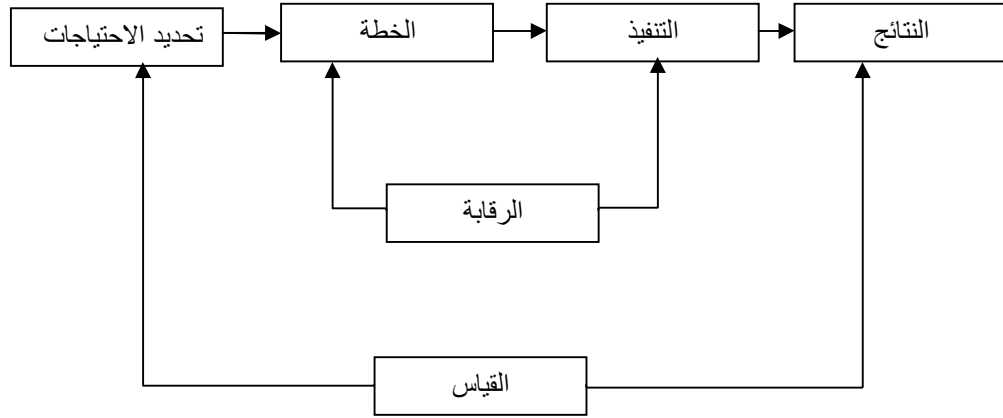 تحديد الاحتياجات
الخطة
التنفيذ
النتائج
الرقابة
القياس